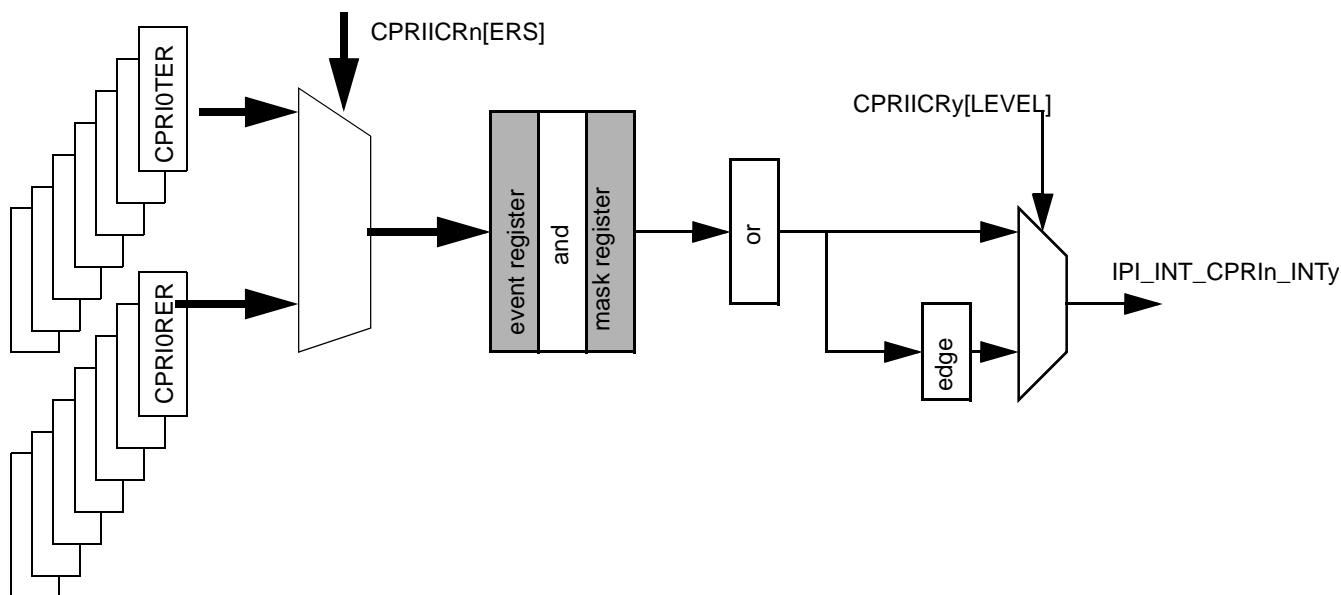 CPRIICRn[ERS]
CPRI0TER
CPRIICRy[LEVEL]
event register
and
mask register
or
IPI_INT_CPRIn_INTy
CPRI0RER
edge